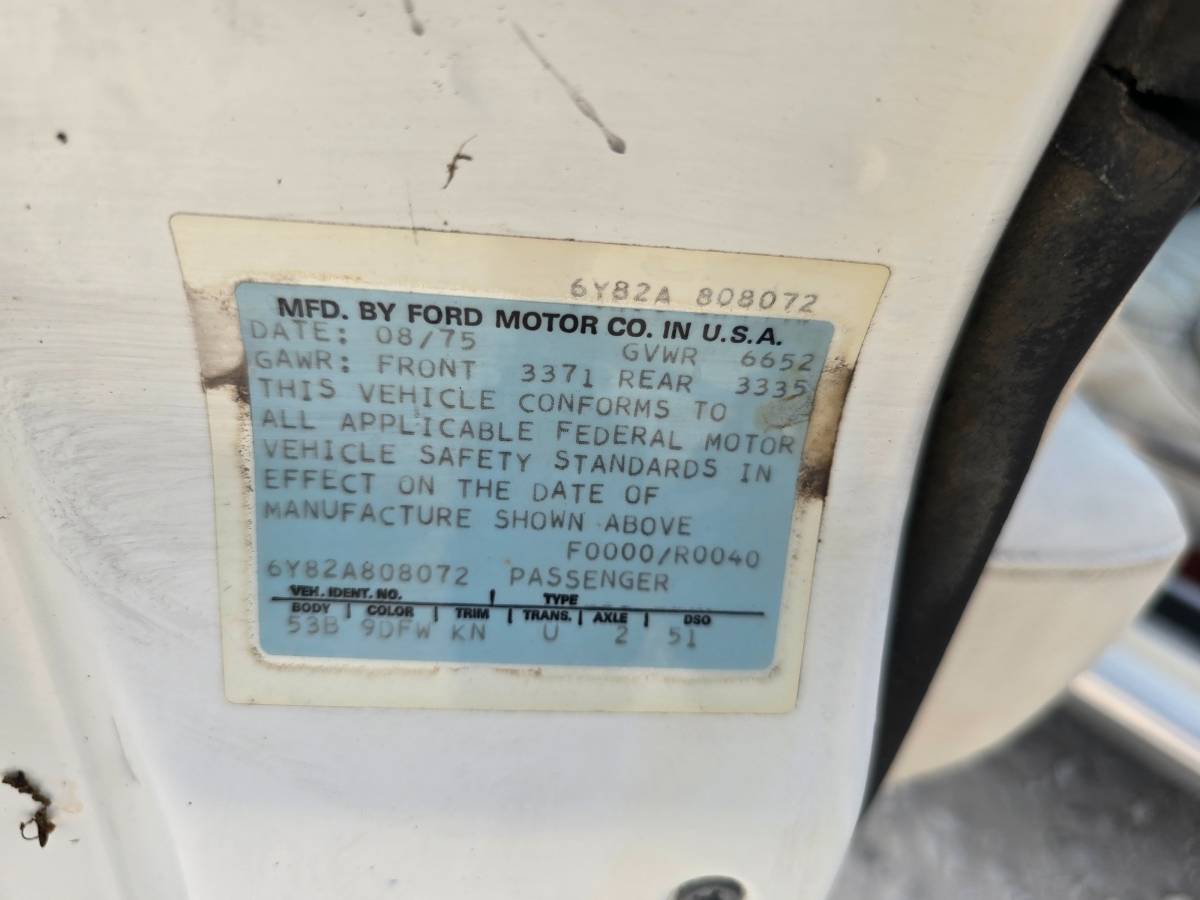 6Y82A 808072
MFD. BY FORD MOTOR CO. IN U.S.A.
DATE: 08/75 GVWR 6652
GAWR: FRONT 3371 REAR 3335
THIS VEHICLE CONFORMS TO
ALL APPLICABLE FEDERAL MOTOR
VEHICLE SAFETY STANDARDS IN
EFFECT ON THE DATE OF
MANUFACTURE SHOWN ABOVE
F0000/R0040
6Y82A808072 PASSENGER
VEH. IDENT. NO. TYPE
BODY COLOR TRIM TRANS. AXLE DSO
53B 9DFW KN U 2 51